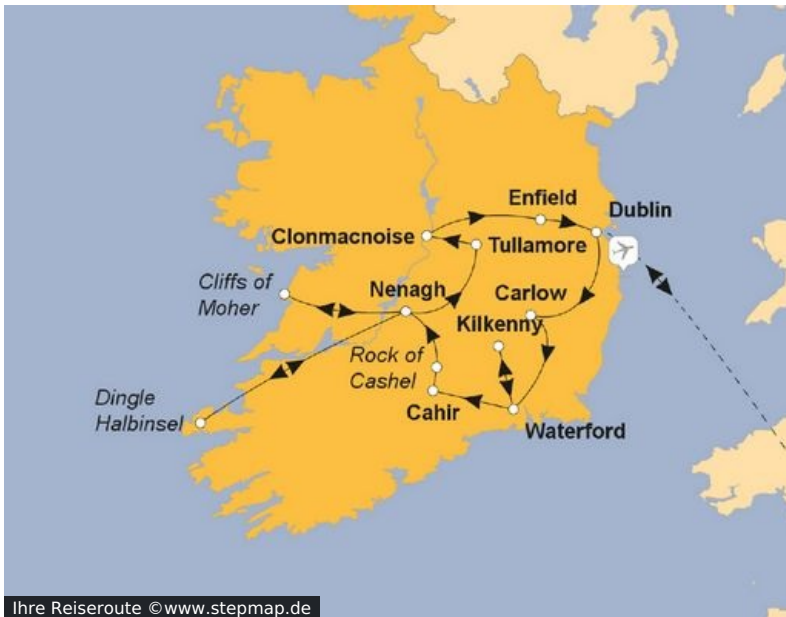 Enfield
Dublin
Clonmacnoise
Tullamore
Cliffs of
Moher
Nenagh
Carlow
Kilkenny
Rock of
Cashel
Dingle
Halbinsel
Cahir
Waterford
Ihre Reiseroute ©www.stepmap.de